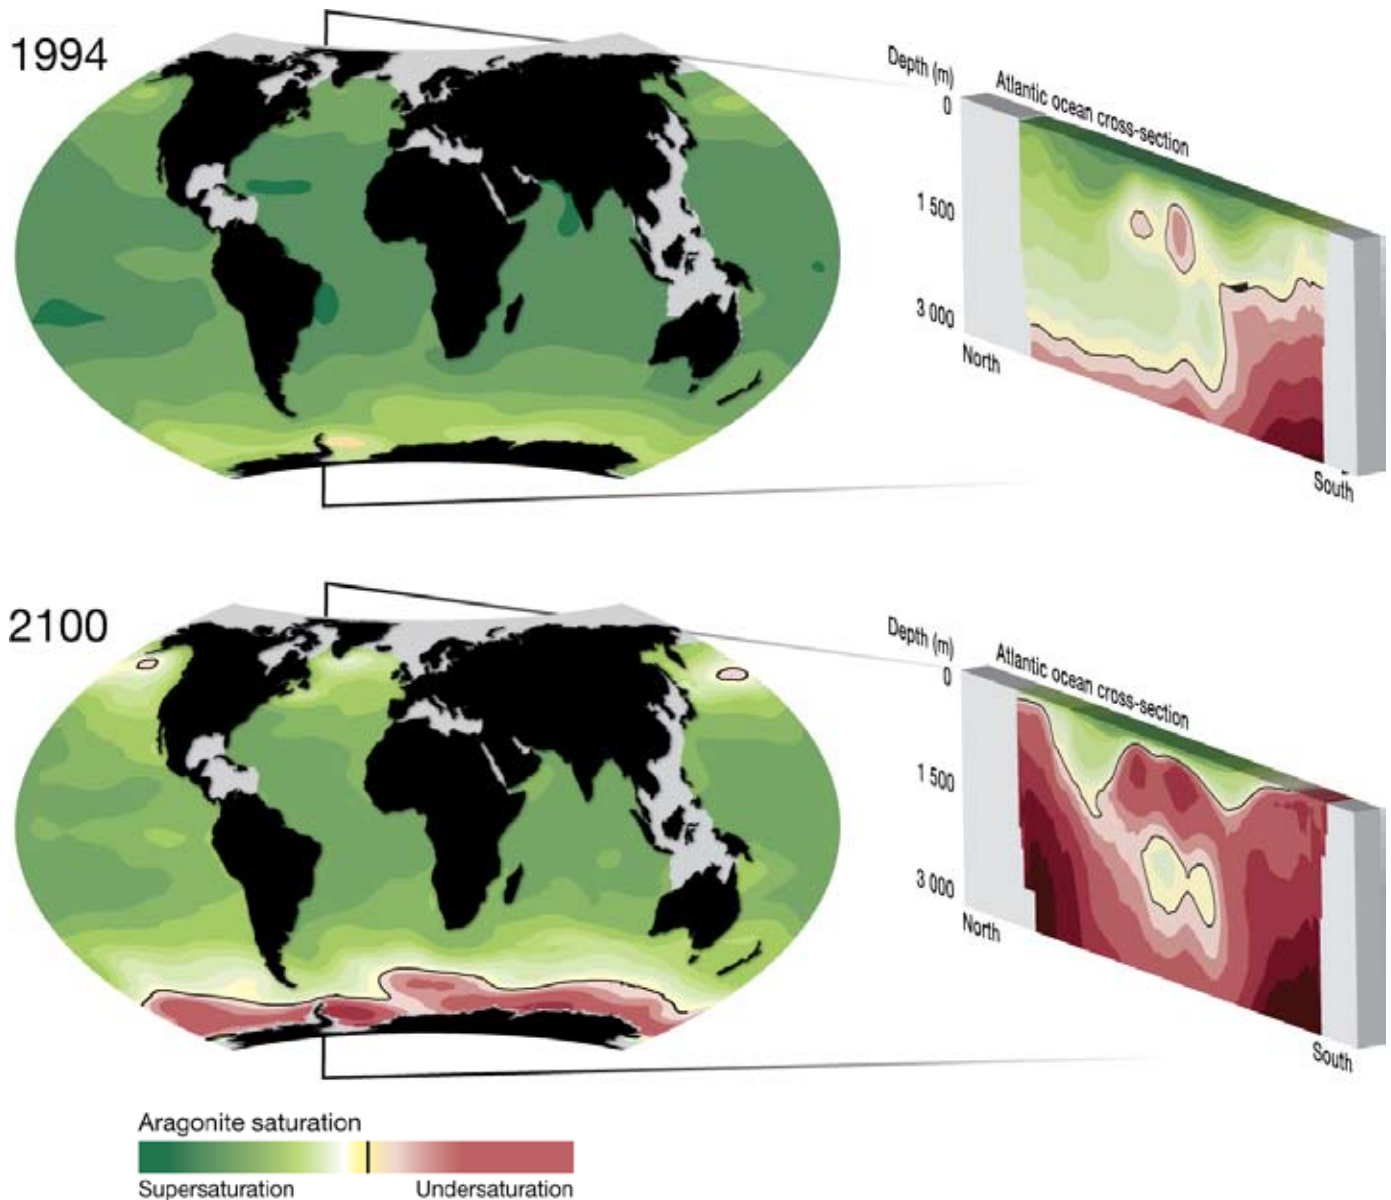 1994
Depth (m)
0
1 500
3 000
Atlantic ocean cross-section
North
South
2100
Depth (m)
0
1 500
3 000
Atlantic ocean cross-section
North
South
Aragonite saturation
Supersaturation
Undersaturation